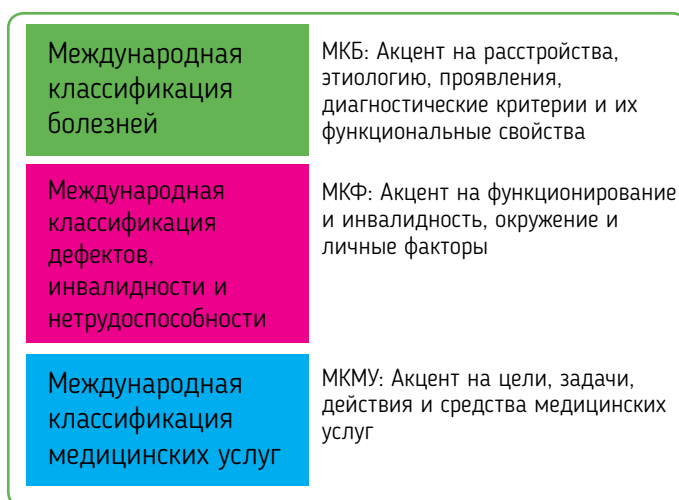 Международная
классификация
болезней
МКБ: Акцент на расстройства,
этиологию, проявления,
диагностические критерии и их
функциональные свойства
Международная
классификация
дефектов,
инвалидности и
нетрудоспособности
МКФ: Акцент на функционирование
и инвалидность, окружение и
личные факторы
Международная
классификация
медицинских услуг
МКМУ: Акцент на цели, задачи,
действия и средства медицинских
услуг